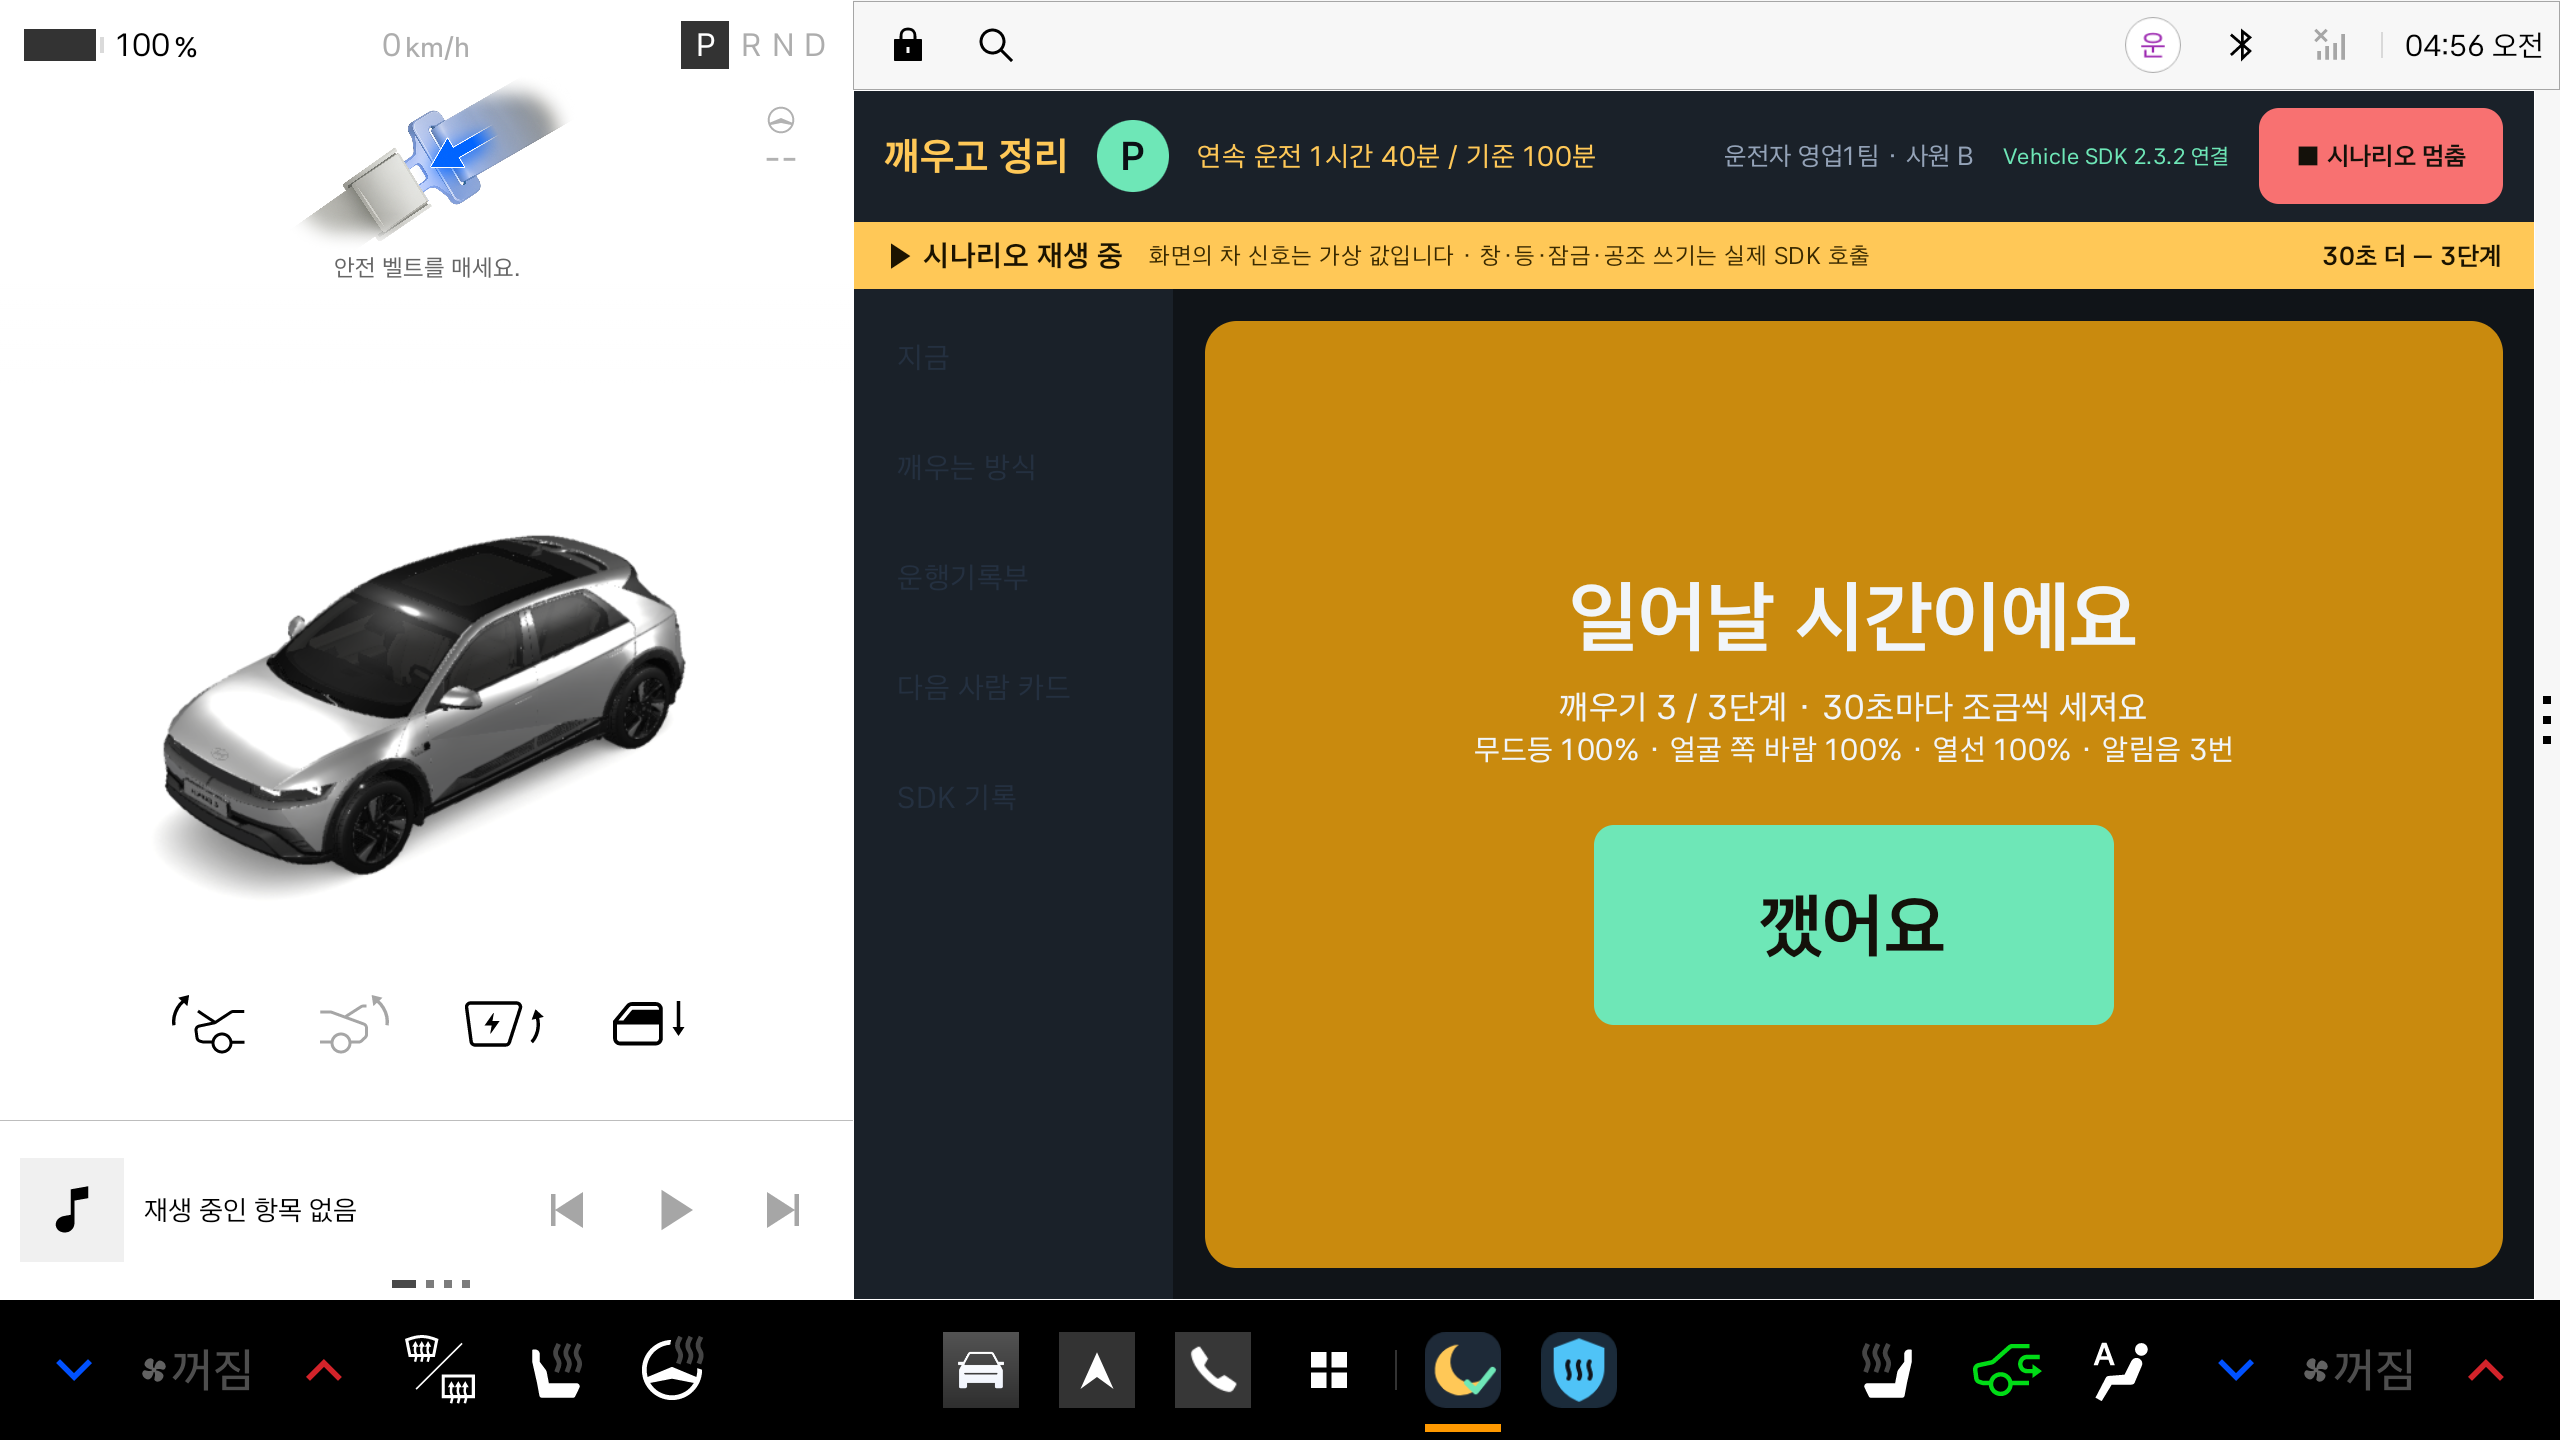 100%
0 km/h
P R N D
안전 벨트를 매세요.
재생 중인 항목 없음
운
04:56 오전
깨우고 정리
P
연속 운전 1시간 40분 / 기준 100분
운전자 영업1팀 · 사원 B
Vehicle SDK 2.3.2 연결
■ 시나리오 멈춤
▶ 시나리오 재생 중
화면의 차 신호는 가상 값입니다 · 창·등·잠금·공조 쓰기는 실제 SDK 호출
30초 더 — 3단계
지금
깨우는 방식
운행기록부
다음 사람 카드
SDK 기록
일어날 시간이에요
깨우기 3 / 3단계 · 30초마다 조금씩 세져요
무드등 100% · 얼굴 쪽 바람 100% · 열선 100% · 알림음 3번
깼어요
꺼짐
A
꺼짐